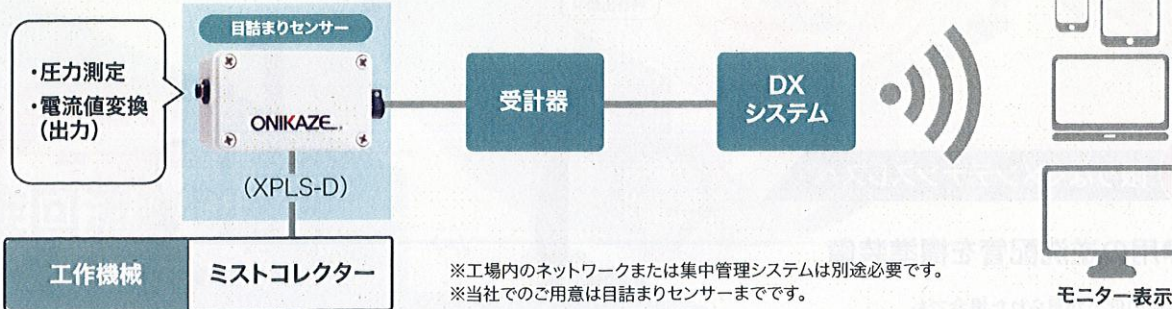 目詰まりセンサー
・圧力測定
・電流値変換
（出力）
ONIKAZE
(XPLS-D)
受計器
DX
システム
工作機械
ミストコレクター
※工場内のネットワークまたは集中管理システムは別途必要です。
※当社でのご用意は目詰まりセンサーまでです。
モニター表示